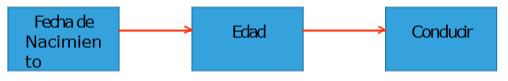 Fecha de
Nacimien
to
Edad
Conducir